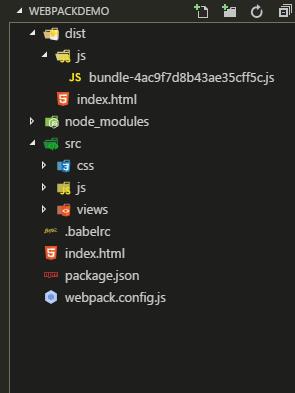 WEBPACKDEMO
dist
js
JS bundle-4ac9f7d8b43ae35cff5c.js
index.html
node_modules
src
css
js
views
.babelrc
index.html
package.json
webpack.config.js